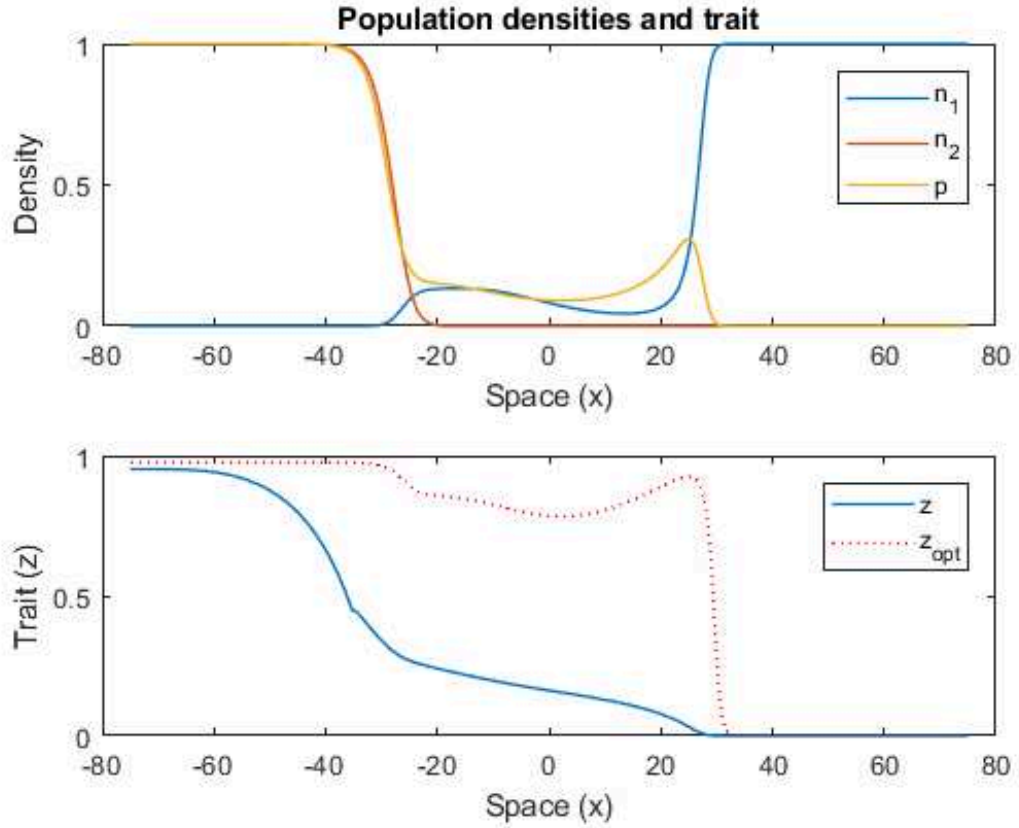 Population densities and trait
1
0.5
0
Density
n1
n2
p
-80 -60 -40 -20 0 20 40 60 80
Space (x)
1
0.5
0
Trait (z)
z
zopt
-80 -60 -40 -20 0 20 40 60 80
Space (x)